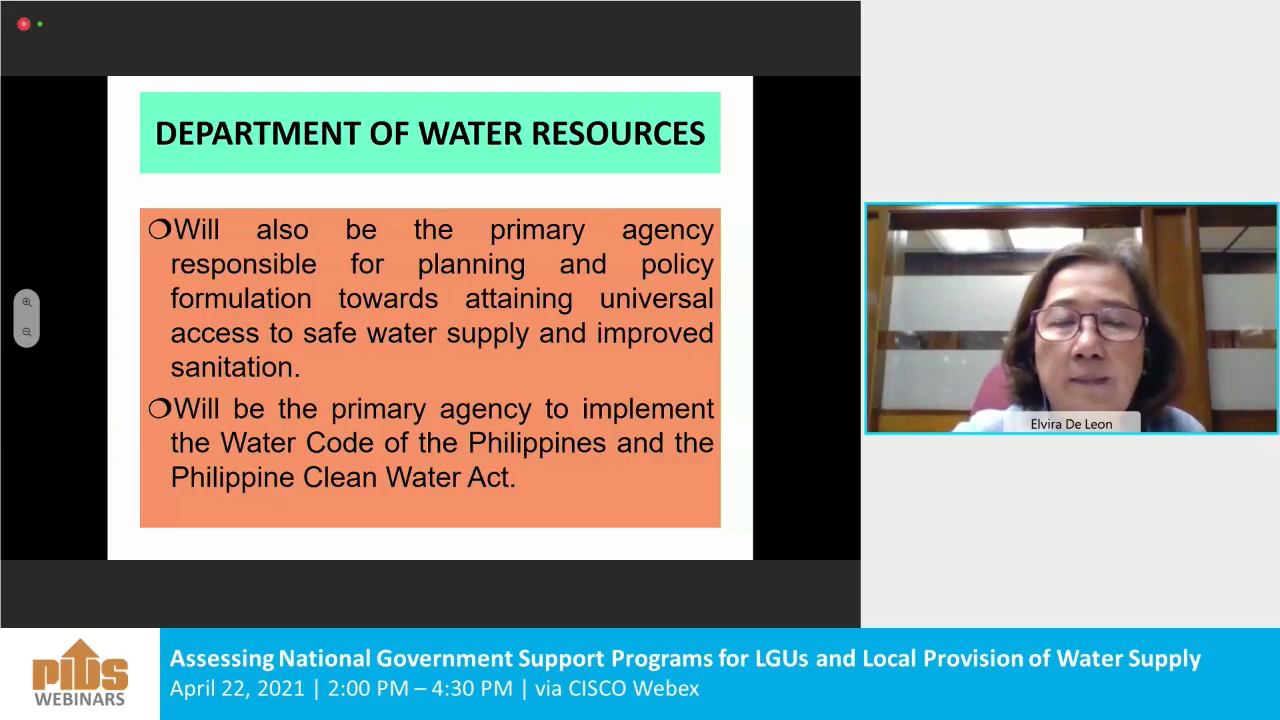 DEPARTMENT OF WATER RESOURCES
❍Will also be the primary agency
responsible for planning and policy
formulation towards attaining universal
access to safe water supply and improved
sanitation.
❍Will be the primary agency to implement
the Water Code of the Philippines and the
Philippine Clean Water Act.
Elvira De Leon
PIDS
WEBINARS
Assessing National Government Support Programs for LGUs and Local Provision of Water Supply
April 22, 2021 | 2:00 PM – 4:30 PM | via CISCO Webex